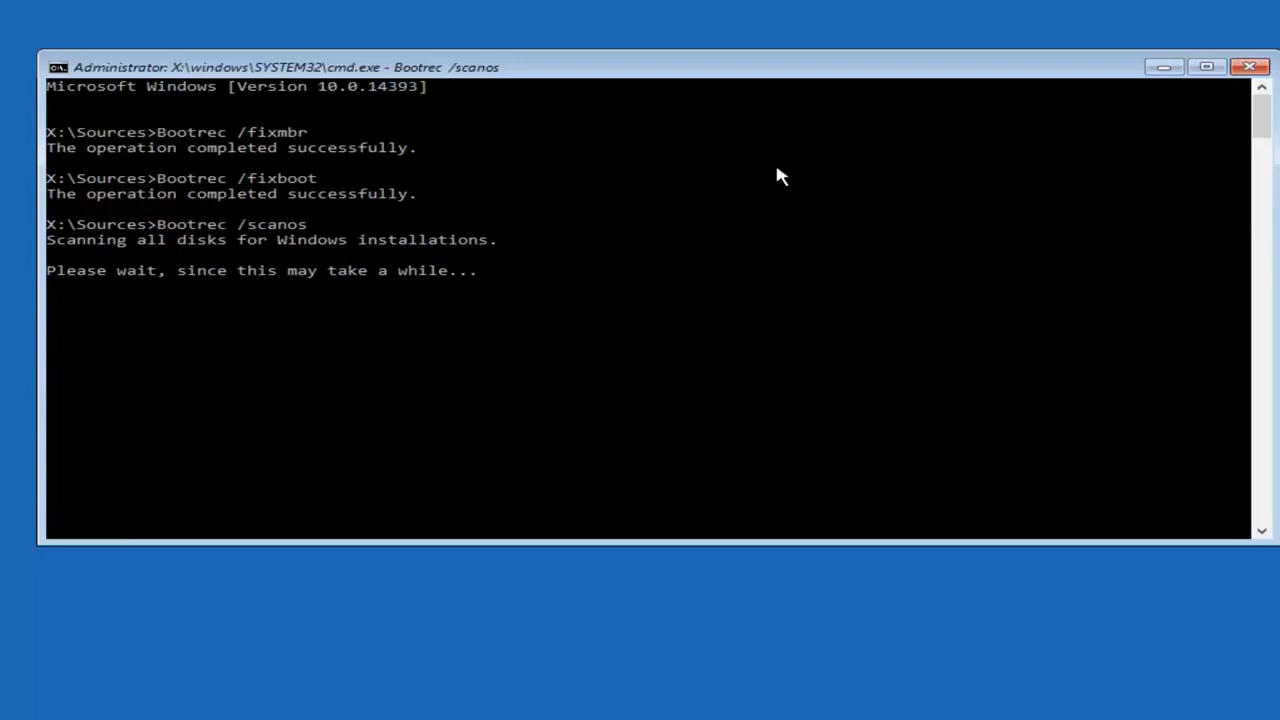 Administrator: X:\windows\SYSTEM32\cmd.exe - Bootrec /scanos
Microsoft Windows [Version 10.0.14393]
X:\Sources>Bootrec /fixmbr
The operation completed successfully.
X:\Sources>Bootrec /fixboot
The operation completed successfully.
X:\Sources>Bootrec /scanos
Scanning all disks for Windows installations.
Please wait, since this may take a while...